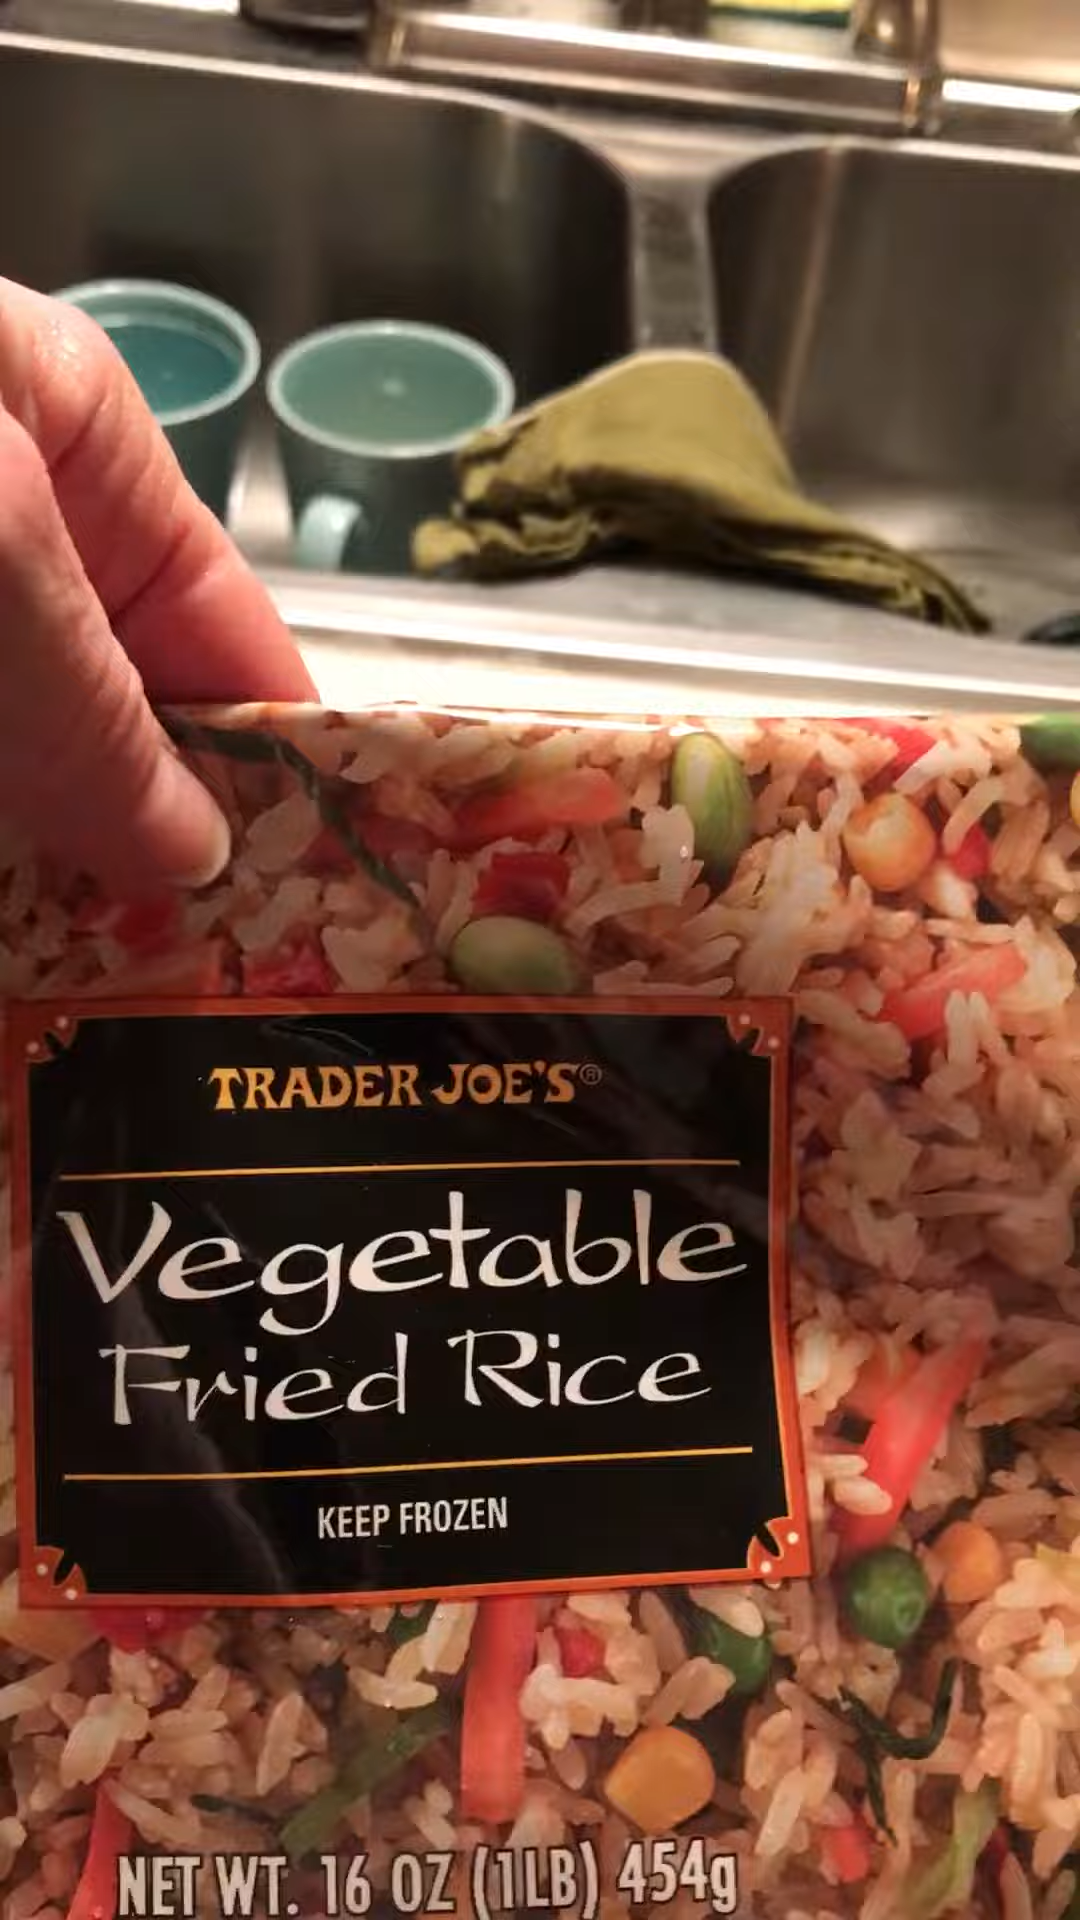 TRADER JOE'S®
Vegetable
Fried Rice
KEEP FROZEN
NET WT. 16 OZ (1LB) 454g